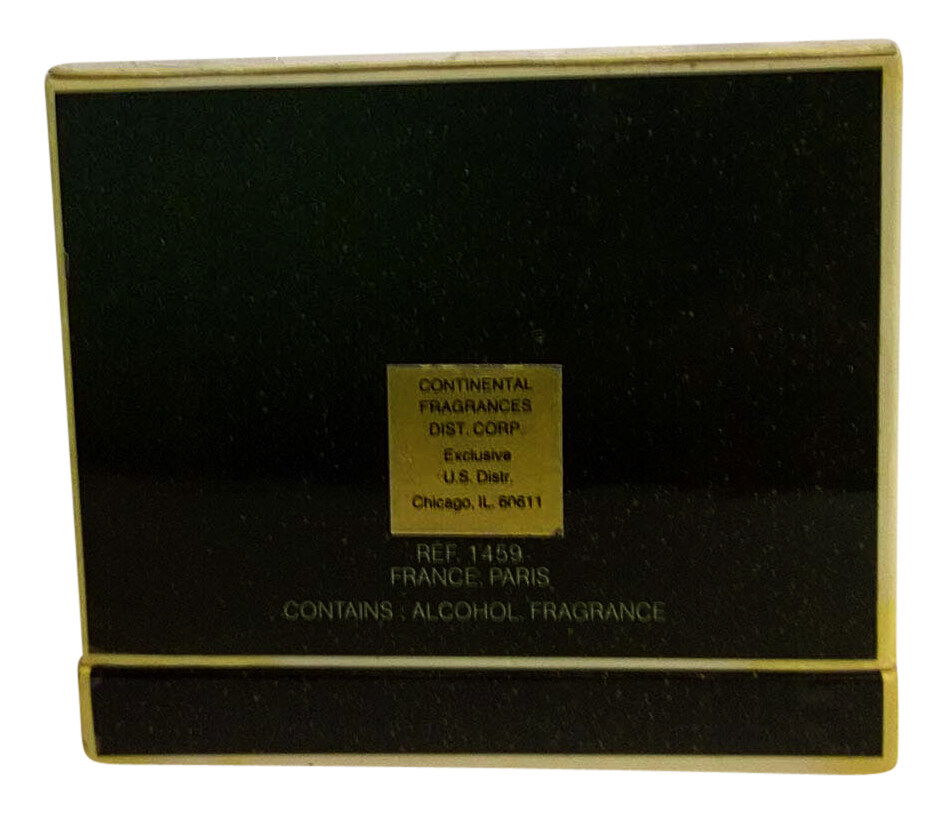 CONTINENTAL
FRAGRANCES
DIST. CORP.
Exclusive
U.S. Distr.
Chicago, IL. 60611
REF. 1459
FRANCE. PARIS
CONTAINS : ALCOHOL. FRAGRANCE